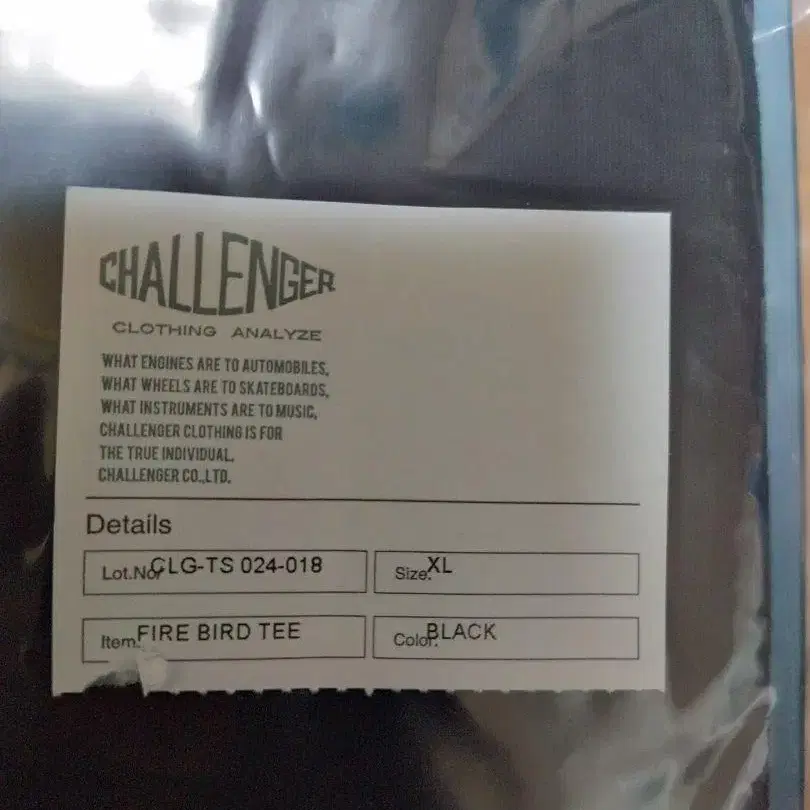 CHALLENGER
CLOTHING ANALYZE
WHAT ENGINES ARE TO AUTOMOBILES,
WHAT WHEELS ARE TO SKATEBOARDS,
WHAT INSTRUMENTS ARE TO MUSIC,
CHALLENGER CLOTHING IS FOR
THE TRUE INDIVIDUAL.
CHALLENGER CO.,LTD.
Details
Lot.No. CLG-TS 024-018
Size. XL
Item. FIRE BIRD TEE
Color. BLACK